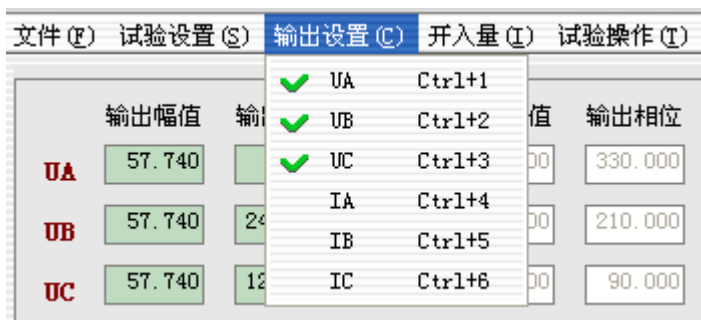 文件(F) 试验设置(S) 输出设置(C) 开入量(I) 试验操作(T)
UA Ctrl+1
输出幅值 输 UB Ctrl+2 值 输出相位
UA 57.740 UC Ctrl+3 00 330.000
IA Ctrl+4
UB 57.740 24 IB Ctrl+5 00 210.000
UC 57.740 12 IC Ctrl+6 00 90.000